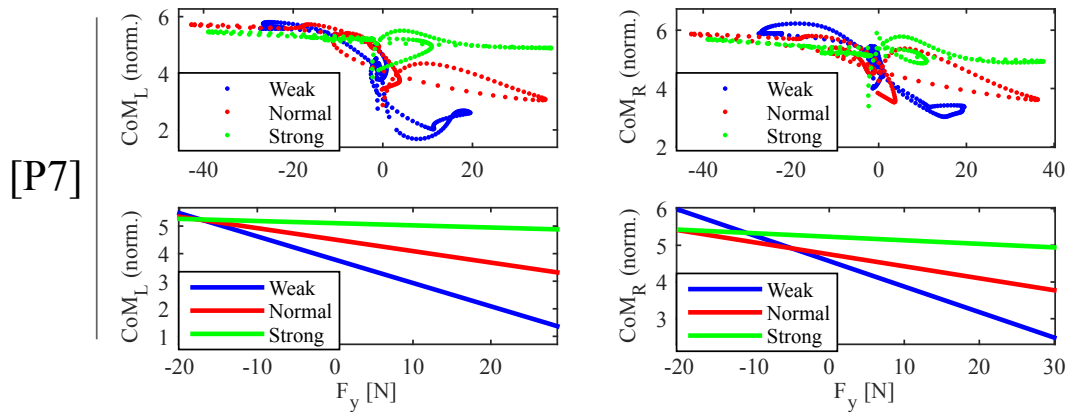 [P7]
CoM_L (norm.)
6
4
2
Weak
Normal
Strong
-40 -20 0 20
CoM_R (norm.)
6
5
4
3
2
Weak
Normal
Strong
-40 -20 0 20 40
CoM_L (norm.)
5
4
3
2
1
Weak
Normal
Strong
-20 -10 0 10 20
F_y [N]
CoM_R (norm.)
6
5
4
3
Weak
Normal
Strong
-20 -10 0 10 20 30
F_y [N]